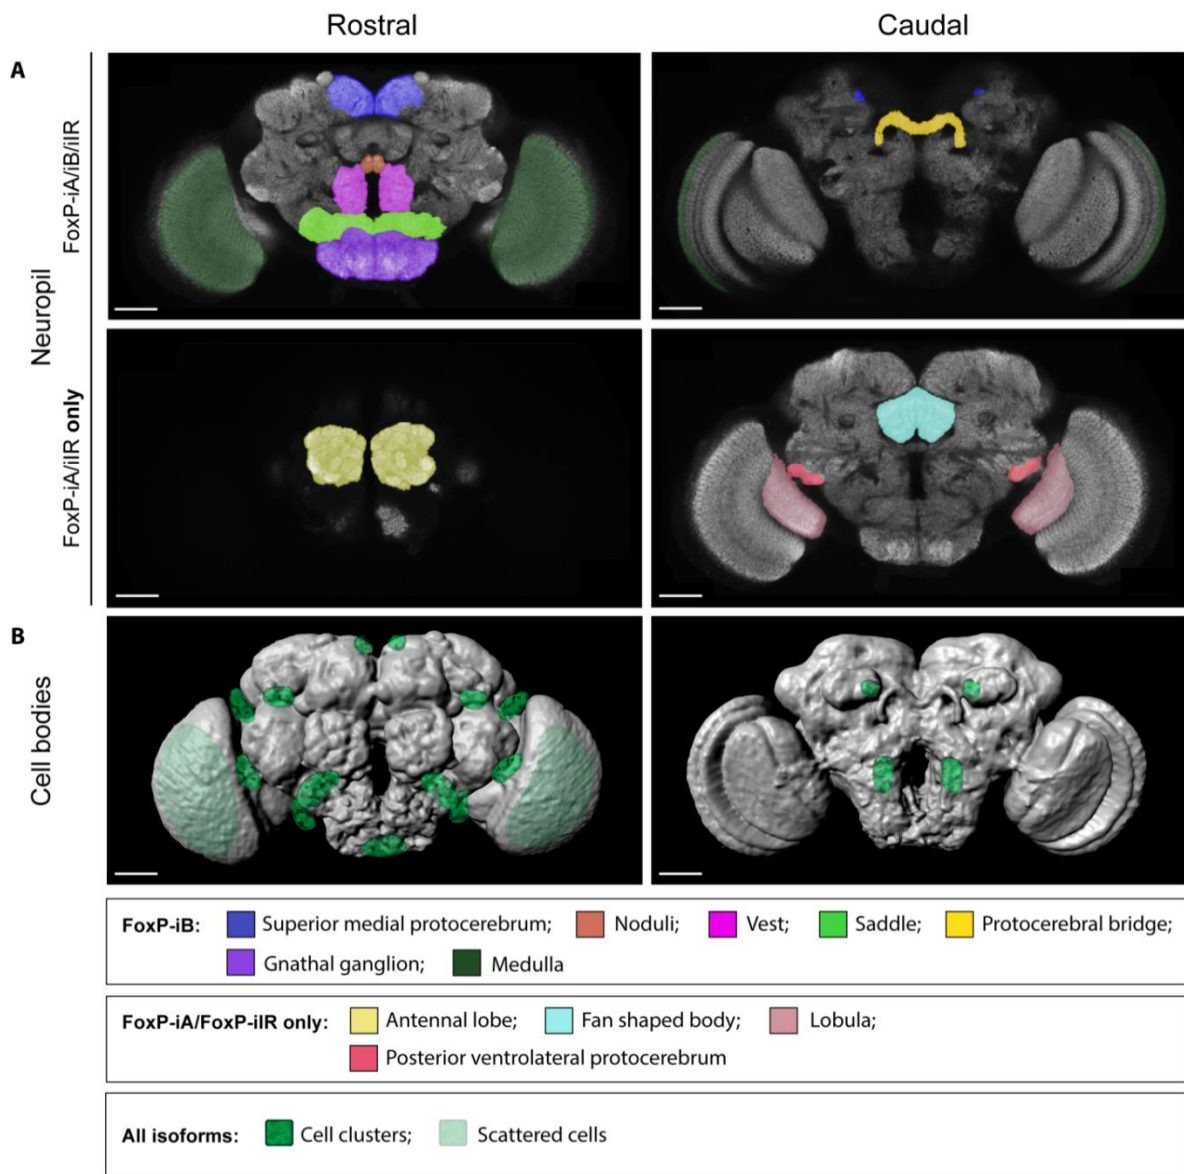 Rostral
Caudal
A
Neuropil
FoxP-iA/iB/iIR
FoxP-iA/iIR only
B
Cell bodies
FoxP-iB: Superior medial protocerebrum; Noduli; Vest; Saddle; Protocerebral bridge;
Gnathal ganglion; Medulla
FoxP-iA/FoxP-iIR only: Antennal lobe; Fan shaped body; Lobula;
Posterior ventrolateral protocerebrum
All isoforms: Cell clusters; Scattered cells